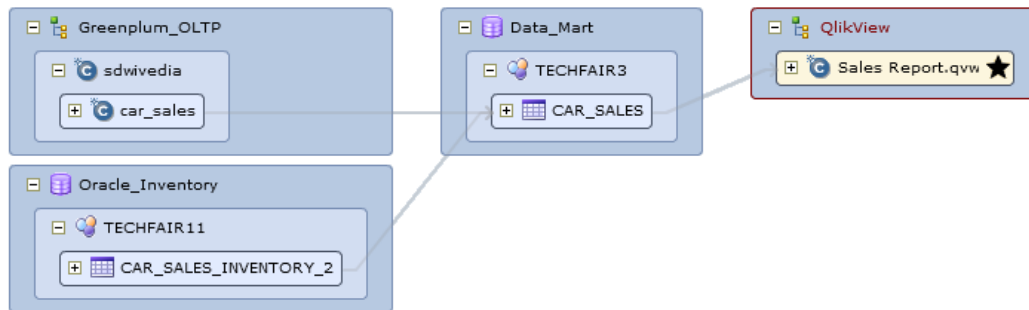 Greenplum_OLTP
sdwivedia
car_sales
Oracle_Inventory
TECHFAIR11
CAR_SALES_INVENTORY_2
Data_Mart
TECHFAIR3
CAR_SALES
QlikView
Sales Report.qvw